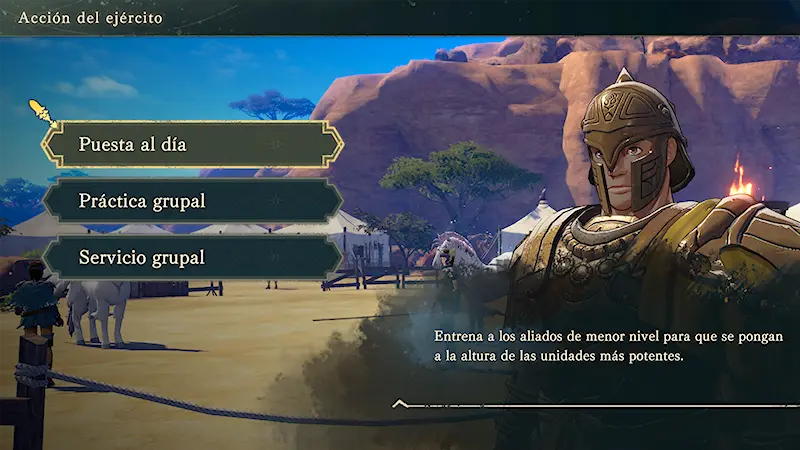 Acción del ejército
Puesta al día
Práctica grupal
Servicio grupal
Entrena a los aliados de menor nivel para que se pongan
a la altura de las unidades más potentes.